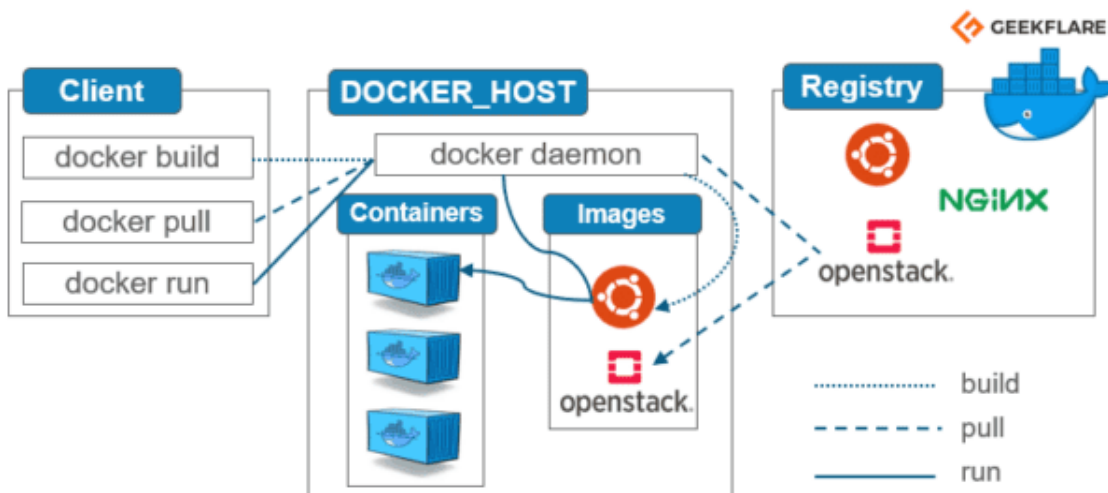 GEEKFLARE
Client
DOCKER_HOST
Registry
docker build
docker pull
docker run
docker daemon
Containers
Images
openstack.
NGINX
openstack.
build
pull
run